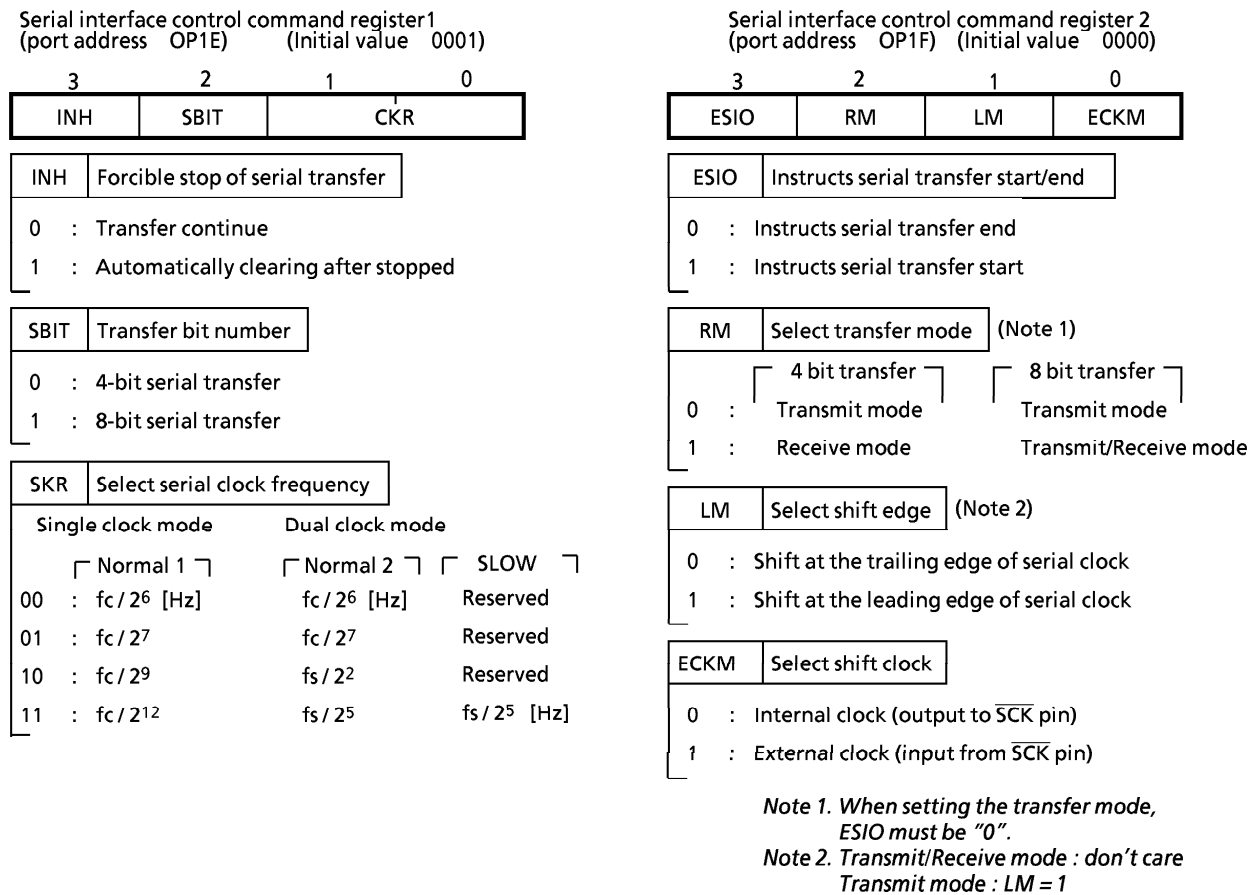 Serial interface control command register1
(port address OP1E) (Initial value 0001)
3 2 1 0
INH SBIT CKR
INH Forcible stop of serial transfer
0 : Transfer continue
1 : Automatically clearing after stopped
SBIT Transfer bit number
0 : 4-bit serial transfer
1 : 8-bit serial transfer
SKR Select serial clock frequency
Single clock mode Dual clock mode
Normal 1 Normal 2 SLOW
00 : fc / 2⁶ [Hz] fc / 2⁶ [Hz] Reserved
01 : fc / 2⁷ fc / 2⁷ Reserved
10 : fc / 2⁹ fs / 2² Reserved
11 : fc / 2¹² fs / 2⁵ fs / 2⁵ [Hz]
Serial interface control command register 2
(port address OP1F) (Initial value 0000)
3 2 1 0
ESIO RM LM ECKM
ESIO Instructs serial transfer start/end
0 : Instructs serial transfer end
1 : Instructs serial transfer start
RM Select transfer mode (Note 1)
4 bit transfer 8 bit transfer
0 : Transmit mode Transmit mode
1 : Receive mode Transmit/Receive mode
LM Select shift edge (Note 2)
0 : Shift at the trailing edge of serial clock
1 : Shift at the leading edge of serial clock
ECKM Select shift clock
0 : Internal clock (output to S̅C̅K̅ pin)
1 : External clock (input from S̅C̅K̅ pin)
Note 1. When setting the transfer mode,
ESIO must be "0".
Note 2. Transmit/Receive mode : don't care
Transmit mode : LM = 1